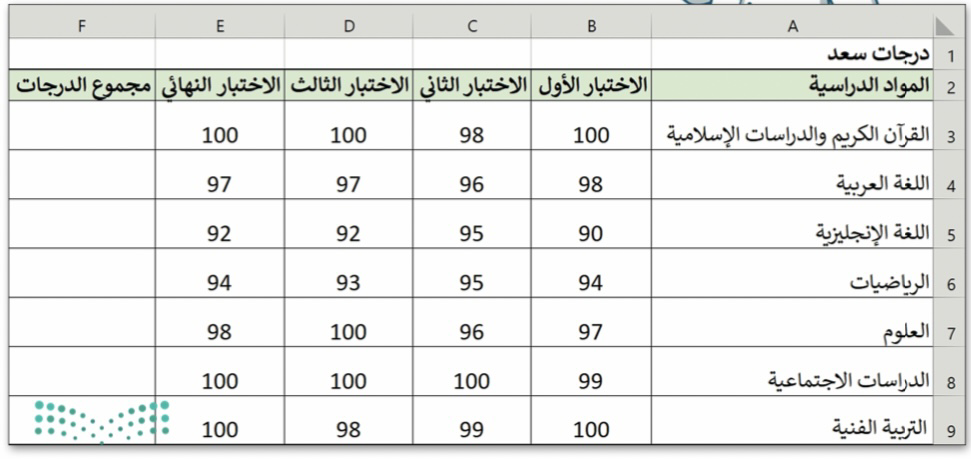 A B C D E F
1 درجات سعد
2 المواد الدراسية الاختبار الأول الاختبار الثاني الاختبار الثالث الاختبار النهائي مجموع الدرجات
3 القرآن الكريم والدراسات الإسلامية 100 98 100 100
4 اللغة العربية 98 96 97 97
5 اللغة الإنجليزية 90 95 92 92
6 الرياضيات 94 95 93 94
7 العلوم 97 96 100 98
8 الدراسات الاجتماعية 99 100 100 100
9 التربية الفنية 100 99 98 100